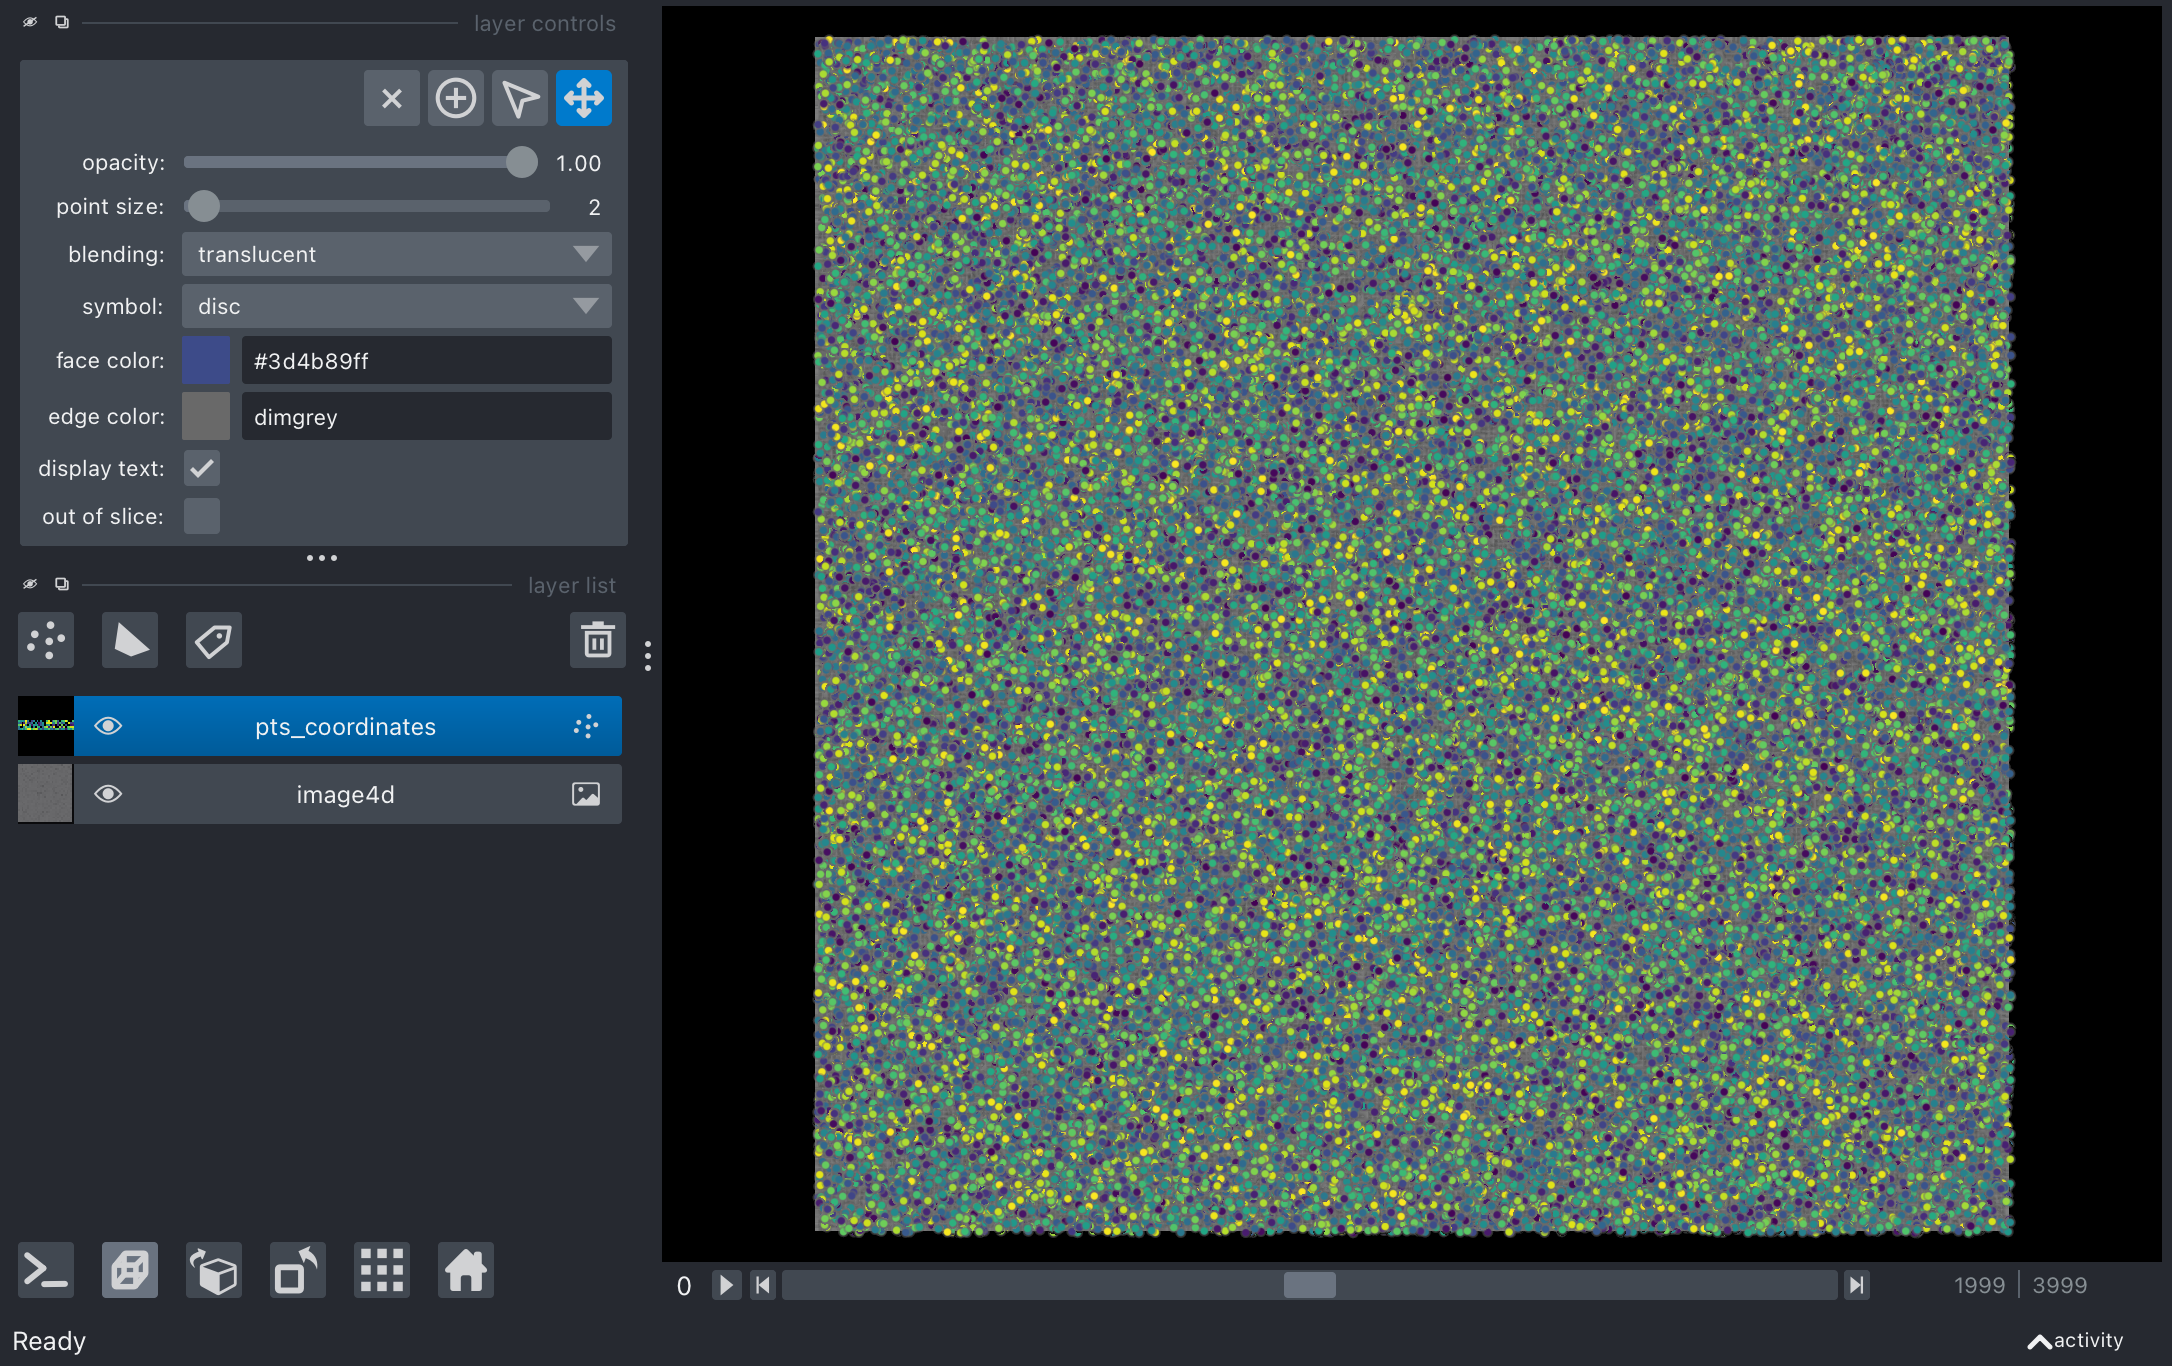 layer controls
opacity: 1.00
point size: 2
blending: translucent
symbol: disc
face color: #3d4b89ff
edge color: dimgrey
display text:
out of slice:
layer list
pts_coordinates
image4d
0 1999 3999
Ready activity